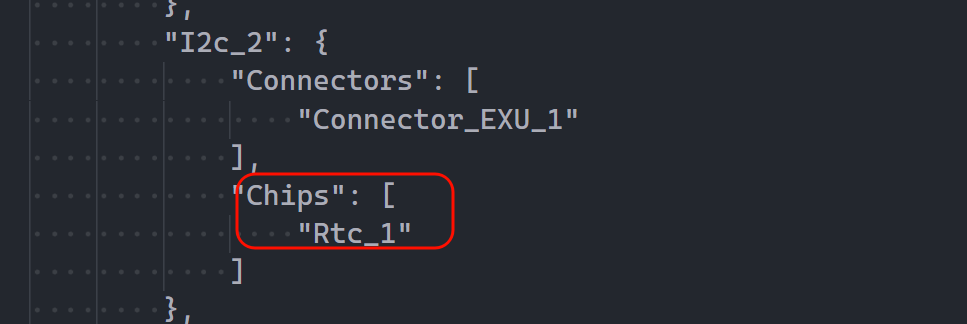 },
"I2c_2": {
"Connectors": [
"Connector_EXU_1"
],
"Chips": [
"Rtc_1"
]
},